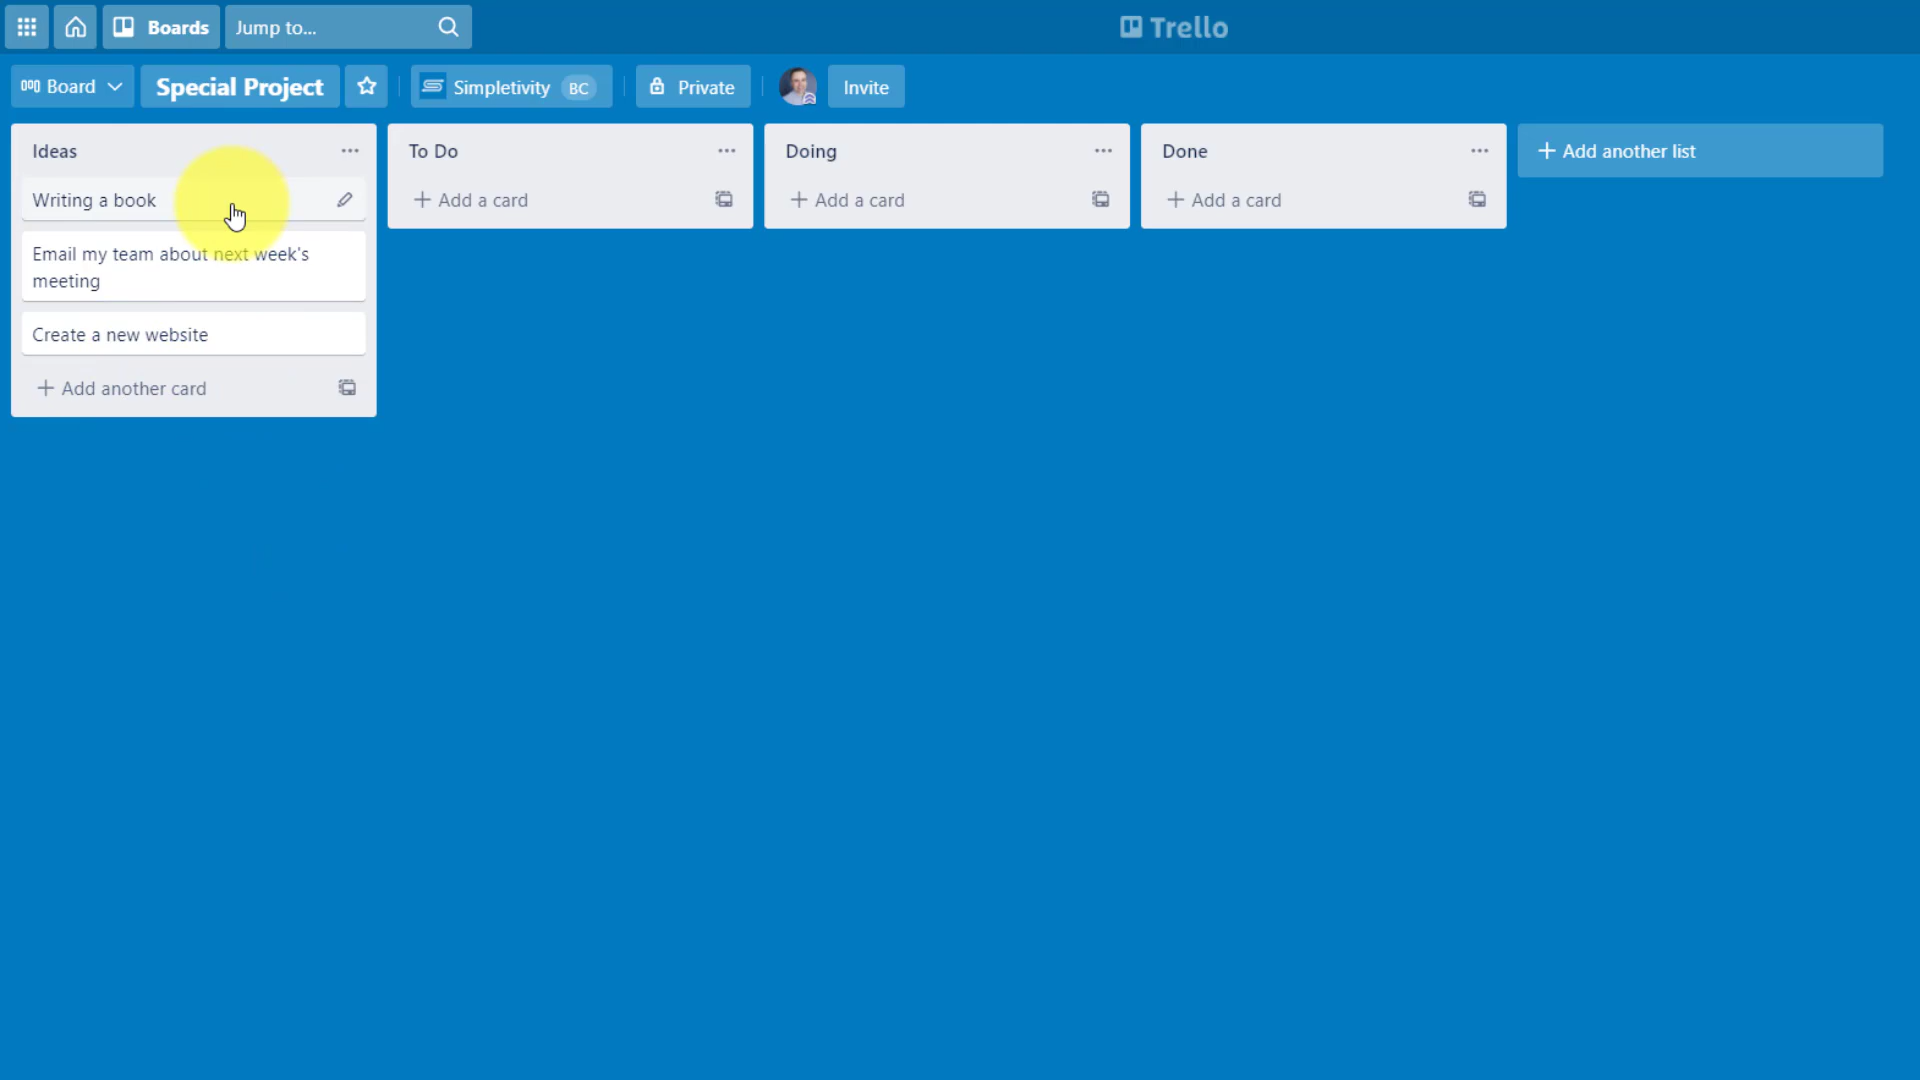 Boards
Jump to...
Trello
Board
Special Project
Simpletivity BC
Private
Invite
Ideas
Writing a book
Email my team about next week's
meeting
Create a new website
Add another card
To Do
Add a card
Doing
Add a card
Done
Add a card
Add another list